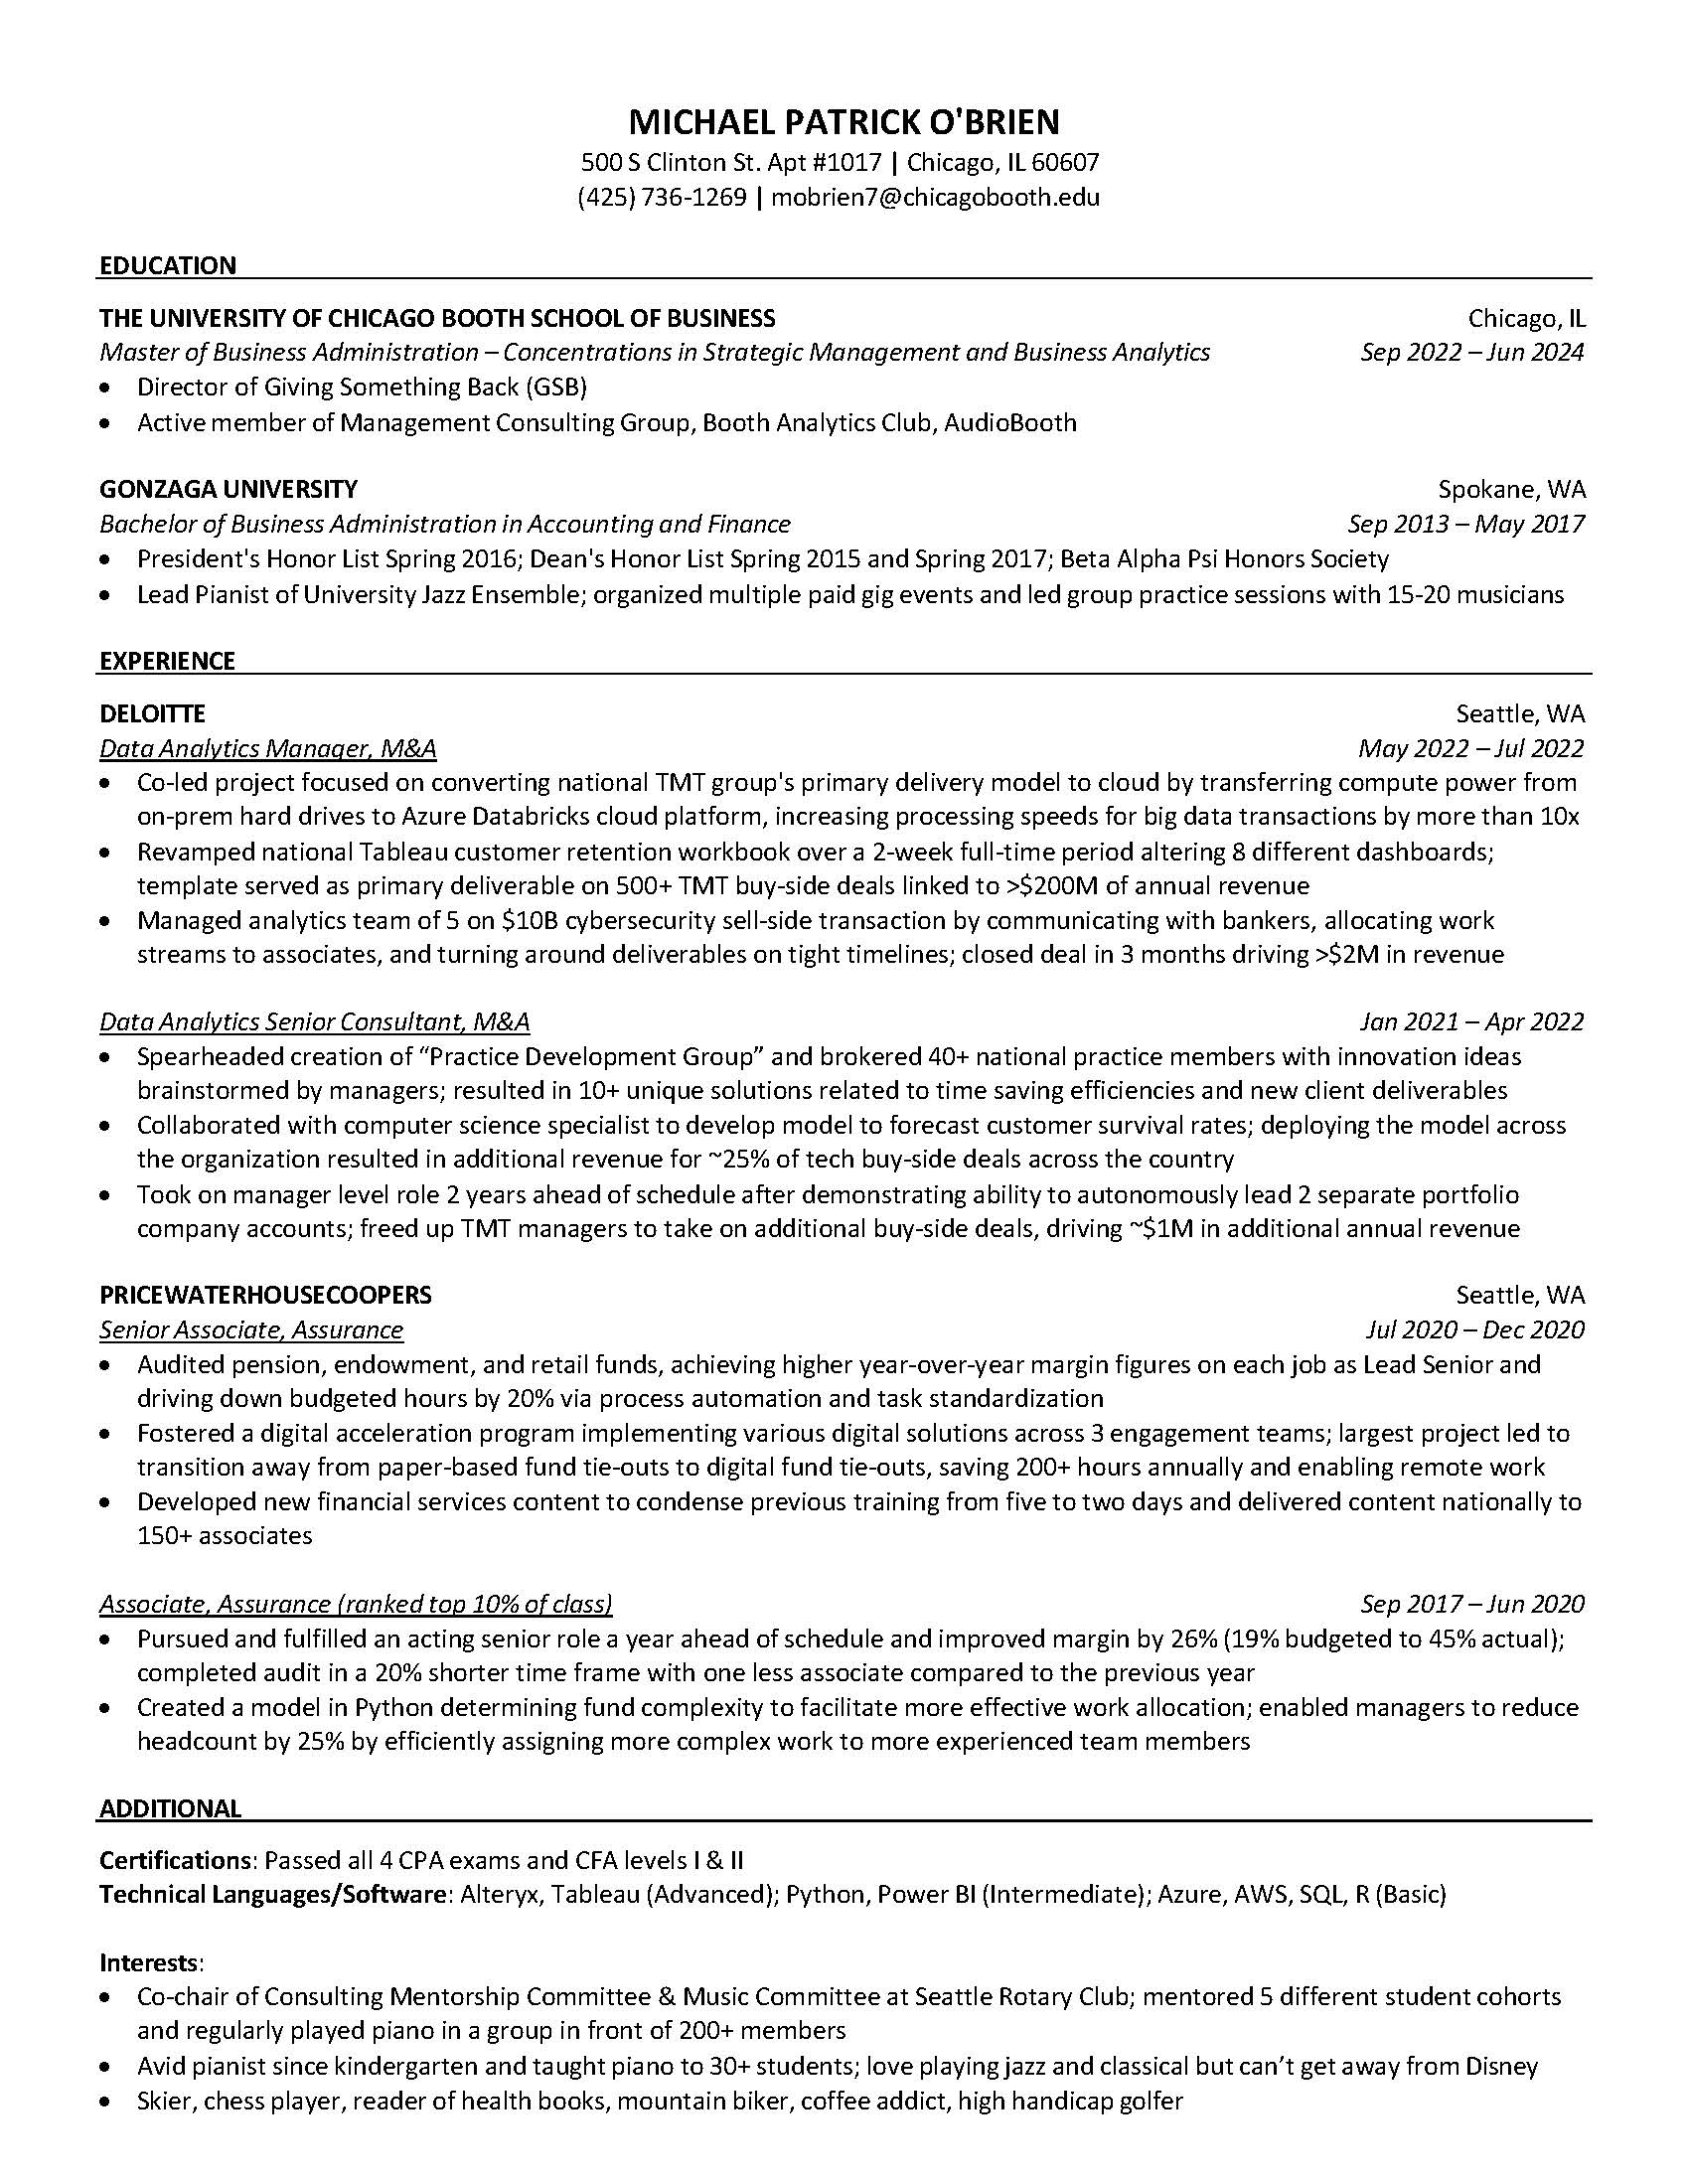 MICHAEL PATRICK O'BRIEN
500 S Clinton St. Apt #1017 | Chicago, IL 60607
(425) 736-1269 | mobrien7@chicagobooth.edu
EDUCATION
THE UNIVERSITY OF CHICAGO BOOTH SCHOOL OF BUSINESS Chicago, IL
Master of Business Administration – Concentrations in Strategic Management and Business Analytics Sep 2022 – Jun 2024
• Director of Giving Something Back (GSB)
• Active member of Management Consulting Group, Booth Analytics Club, AudioBooth
GONZAGA UNIVERSITY Spokane, WA
Bachelor of Business Administration in Accounting and Finance Sep 2013 – May 2017
• President's Honor List Spring 2016; Dean's Honor List Spring 2015 and Spring 2017; Beta Alpha Psi Honors Society
• Lead Pianist of University Jazz Ensemble; organized multiple paid gig events and led group practice sessions with 15-20 musicians
EXPERIENCE
DELOITTE Seattle, WA
Data Analytics Manager, M&A May 2022 – Jul 2022
• Co-led project focused on converting national TMT group's primary delivery model to cloud by transferring compute power from
on-prem hard drives to Azure Databricks cloud platform, increasing processing speeds for big data transactions by more than 10x
• Revamped national Tableau customer retention workbook over a 2-week full-time period altering 8 different dashboards;
template served as primary deliverable on 500+ TMT buy-side deals linked to >$200M of annual revenue
• Managed analytics team of 5 on $10B cybersecurity sell-side transaction by communicating with bankers, allocating work
streams to associates, and turning around deliverables on tight timelines; closed deal in 3 months driving >$2M in revenue
Data Analytics Senior Consultant, M&A Jan 2021 – Apr 2022
• Spearheaded creation of “Practice Development Group” and brokered 40+ national practice members with innovation ideas
brainstormed by managers; resulted in 10+ unique solutions related to time saving efficiencies and new client deliverables
• Collaborated with computer science specialist to develop model to forecast customer survival rates; deploying the model across
the organization resulted in additional revenue for ~25% of tech buy-side deals across the country
• Took on manager level role 2 years ahead of schedule after demonstrating ability to autonomously lead 2 separate portfolio
company accounts; freed up TMT managers to take on additional buy-side deals, driving ~$1M in additional annual revenue
PRICEWATERHOUSECOOPERS Seattle, WA
Senior Associate, Assurance Jul 2020 – Dec 2020
• Audited pension, endowment, and retail funds, achieving higher year-over-year margin figures on each job as Lead Senior and
driving down budgeted hours by 20% via process automation and task standardization
• Fostered a digital acceleration program implementing various digital solutions across 3 engagement teams; largest project led to
transition away from paper-based fund tie-outs to digital fund tie-outs, saving 200+ hours annually and enabling remote work
• Developed new financial services content to condense previous training from five to two days and delivered content nationally to
150+ associates
Associate, Assurance (ranked top 10% of class) Sep 2017 – Jun 2020
• Pursued and fulfilled an acting senior role a year ahead of schedule and improved margin by 26% (19% budgeted to 45% actual);
completed audit in a 20% shorter time frame with one less associate compared to the previous year
• Created a model in Python determining fund complexity to facilitate more effective work allocation; enabled managers to reduce
headcount by 25% by efficiently assigning more complex work to more experienced team members
ADDITIONAL
Certifications: Passed all 4 CPA exams and CFA levels I & II
Technical Languages/Software: Alteryx, Tableau (Advanced); Python, Power BI (Intermediate); Azure, AWS, SQL, R (Basic)
Interests:
• Co-chair of Consulting Mentorship Committee & Music Committee at Seattle Rotary Club; mentored 5 different student cohorts
and regularly played piano in a group in front of 200+ members
• Avid pianist since kindergarten and taught piano to 30+ students; love playing jazz and classical but can’t get away from Disney
• Skier, chess player, reader of health books, mountain biker, coffee addict, high handicap golfer